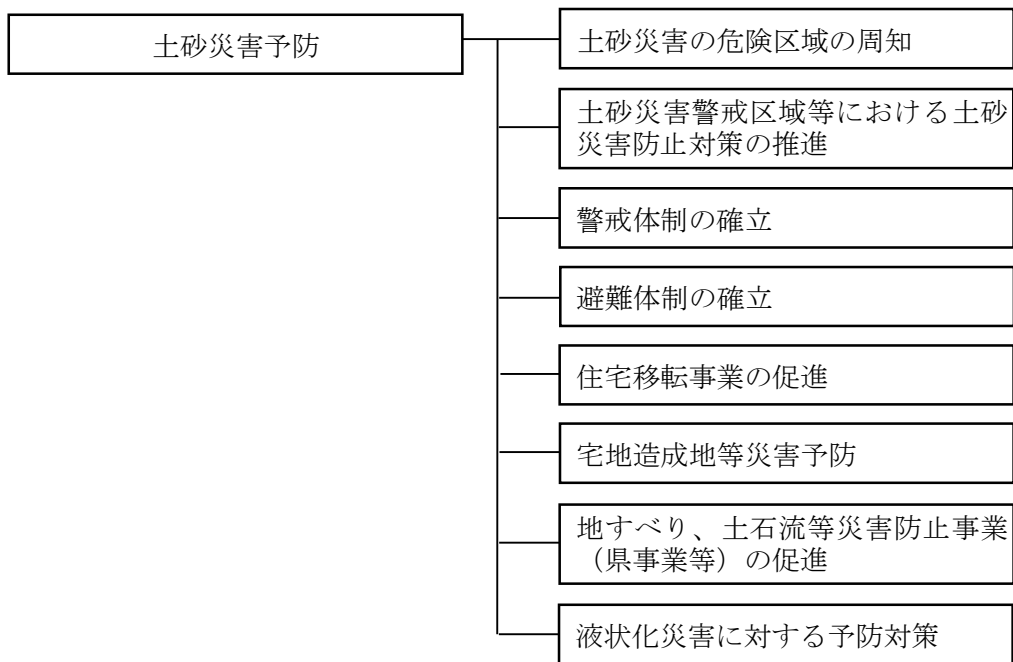 土砂災害予防
土砂災害の危険区域の周知
土砂災害警戒区域等における土砂
災害防止対策の推進
警戒体制の確立
避難体制の確立
住宅移転事業の促進
宅地造成地等災害予防
地すべり、土石流等災害防止事業
（県事業等）の促進
液状化災害に対する予防対策